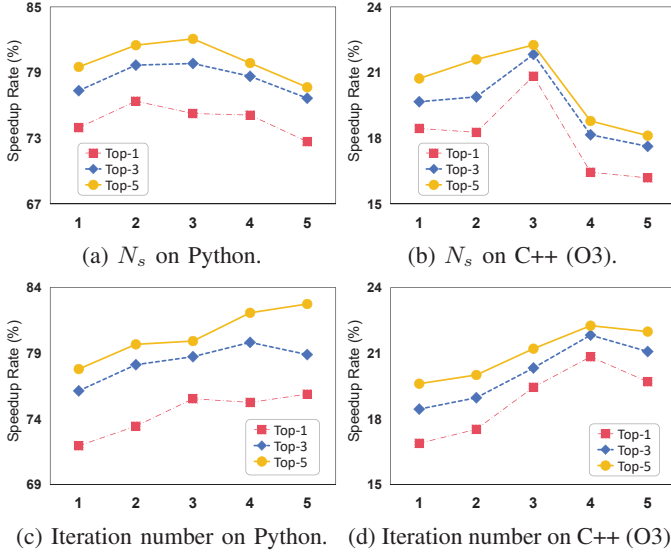 85
79
73
67
Speedup Rate (%)
Top-1
Top-3
Top-5
1 2 3 4 5
(a) N_s on Python.
24
21
18
15
Speedup Rate (%)
Top-1
Top-3
Top-5
1 2 3 4 5
(b) N_s on C++ (O3).
84
79
74
69
Speedup Rate (%)
Top-1
Top-3
Top-5
1 2 3 4 5
(c) Iteration number on Python.
24
21
18
15
Speedup Rate (%)
Top-1
Top-3
Top-5
1 2 3 4 5
(d) Iteration number on C++ (O3)